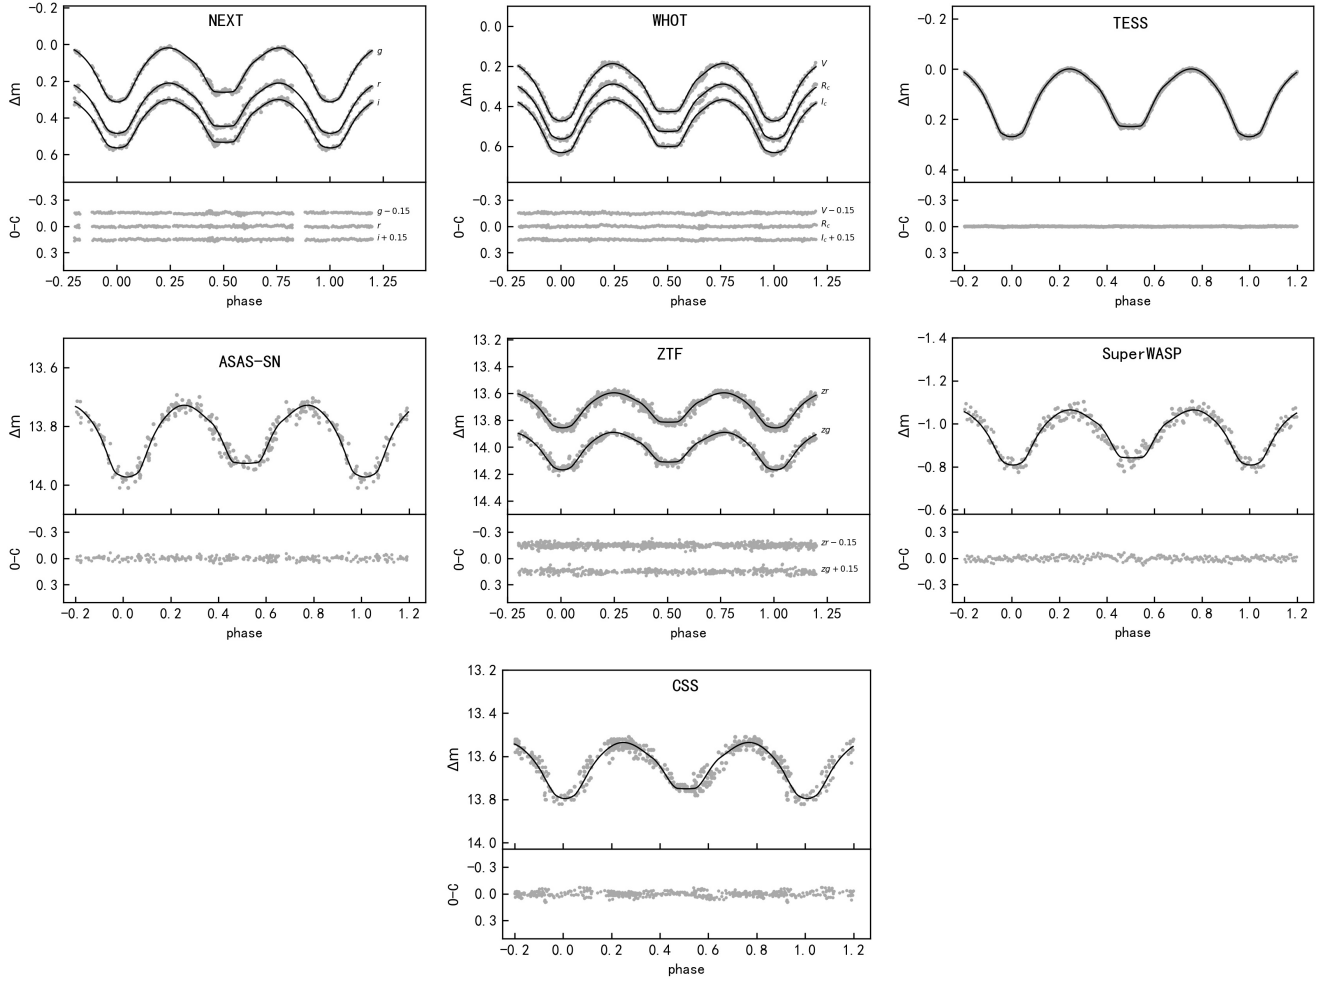 NEXT
−0.2
0.0
0.2
0.4
0.6
Δm
g
r
i
−0.3
0.0
0.3
O−C
g−0.15
r
i+0.15
−0.25 0.00 0.25 0.50 0.75 1.00 1.25
phase
WHOT
0.0
0.2
0.4
0.6
Δm
V
Rc
Ic
−0.3
0.0
0.3
O−C
V−0.15
Rc
Ic+0.15
−0.25 0.00 0.25 0.50 0.75 1.00 1.25
phase
TESS
−0.2
0.0
0.2
0.4
Δm
−0.3
0.0
0.3
O−C
−0.2 0.0 0.2 0.4 0.6 0.8 1.0 1.2
phase
ASAS-SN
13.6
13.8
14.0
Δm
−0.3
0.0
0.3
O−C
−0.2 0.0 0.2 0.4 0.6 0.8 1.0 1.2
phase
ZTF
13.2
13.4
13.6
13.8
14.0
14.2
14.4
Δm
zr
zg
−0.3
0.0
0.3
O−C
zr−0.15
zg+0.15
−0.25 0.00 0.25 0.50 0.75 1.00 1.25
phase
SuperWASP
−1.4
−1.2
−1.0
−0.8
−0.6
Δm
0.3
0.0
−0.3
O−C
−0.2 0.0 0.2 0.4 0.6 0.8 1.0 1.2
phase
CSS
13.2
13.4
13.6
13.8
14.0
Δm
−0.3
0.0
0.3
O−C
−0.2 0.0 0.2 0.4 0.6 0.8 1.0 1.2
phase